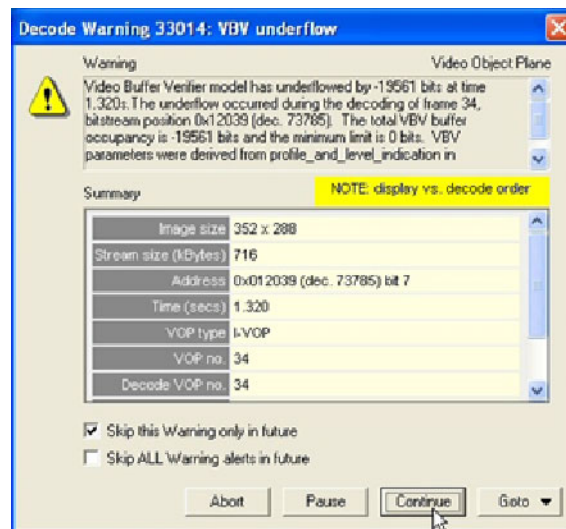 Decode Warning 33014: VBV underflow
Warning
Video Object Plane
Video Buffer Verifier model has underflowed by -19561 bits at time
1.320s. The underflow occurred during the decoding of frame 34,
bitstream position 0x12039 (dec. 73785). The total VBV buffer
occupancy is -19561 bits and the minimum limit is 0 bits. VBV
parameters were derived from profile_and_level_indication in
Summary
NOTE: display vs. decode order
Image size 352 x 288
Stream size (kBytes) 716
Address 0x012039 (dec. 73785) bit 7
Time (secs) 1.320
VOP type I-VOP
VOP no. 34
Decode VOP no. 34
Skip this Warning only in future
Skip ALL Warning alerts in future
Abort Pause Continue Goto